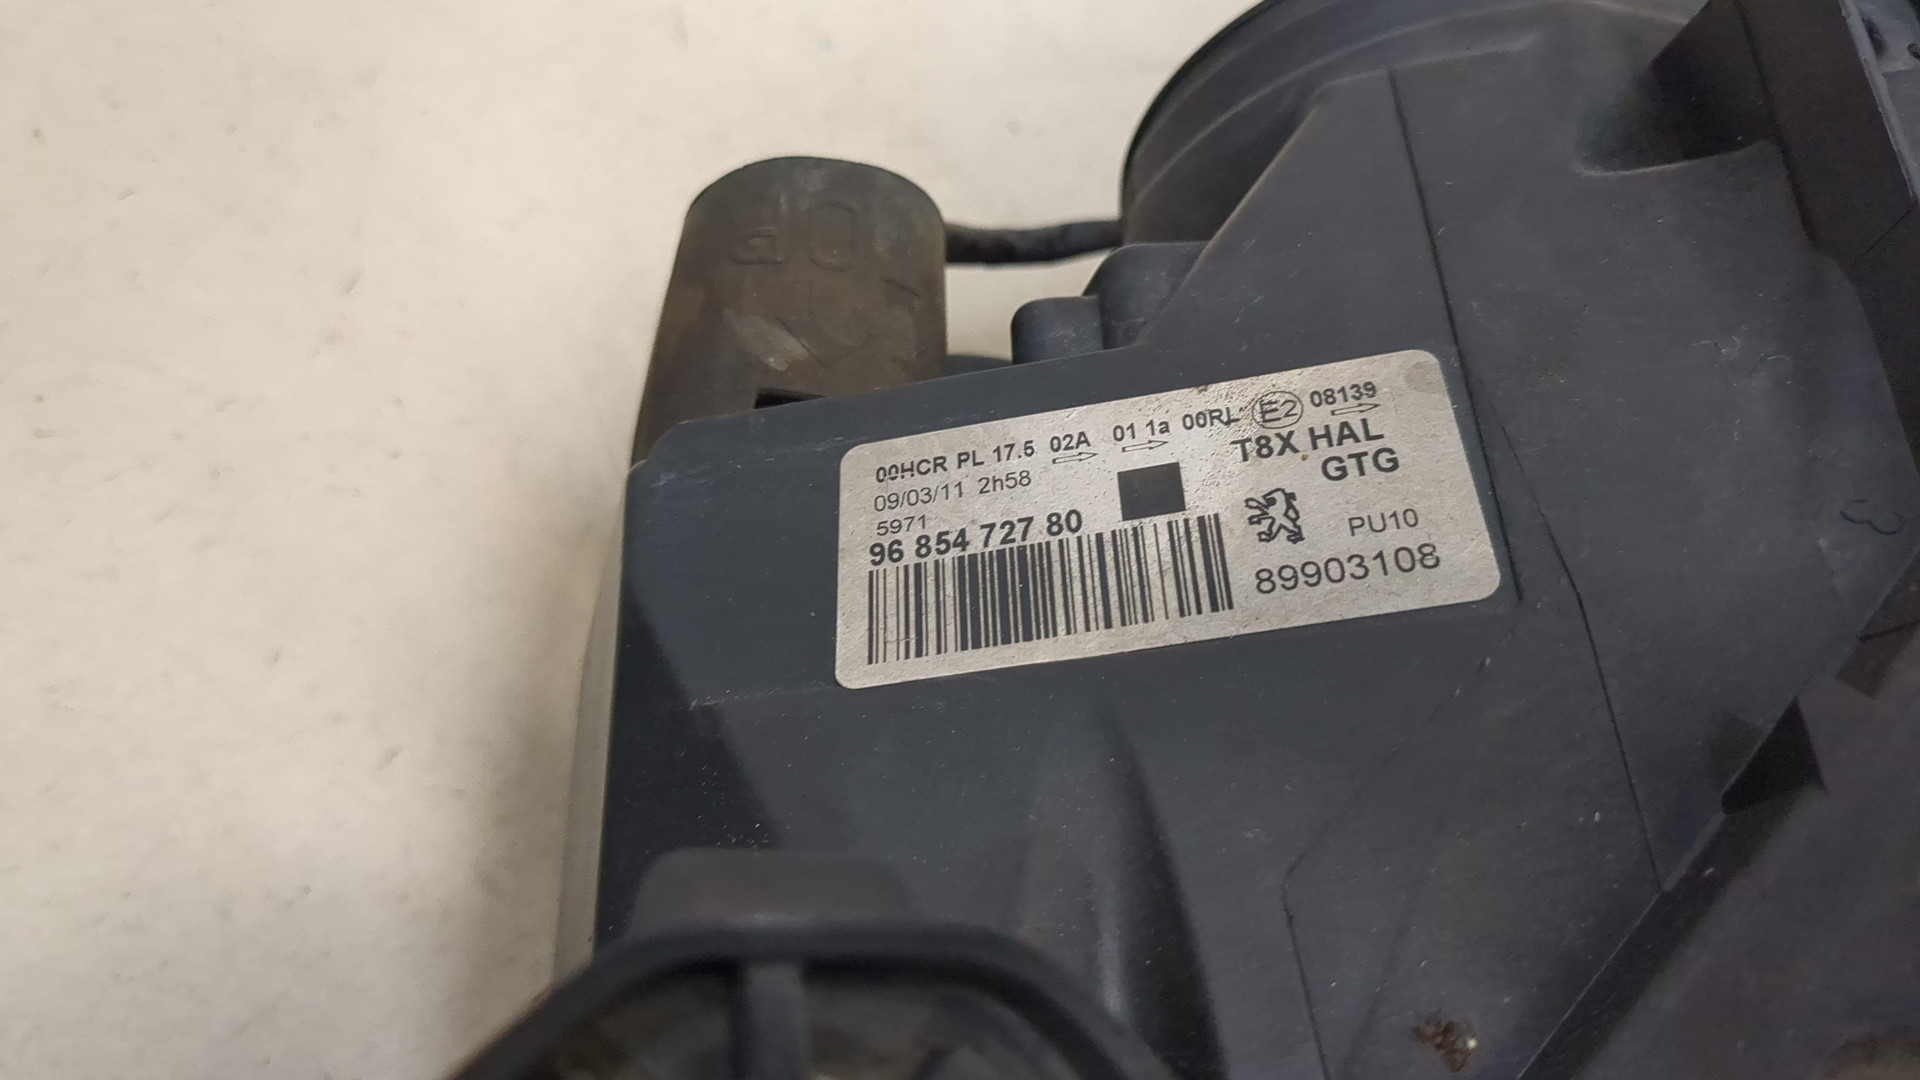 TOP
00HCR PL 17.5 02A 01 1a 00RL E2 08139
09/03/11 2h58
T8X HAL
GTG
5971
96 854 727 80
PU10
89903108